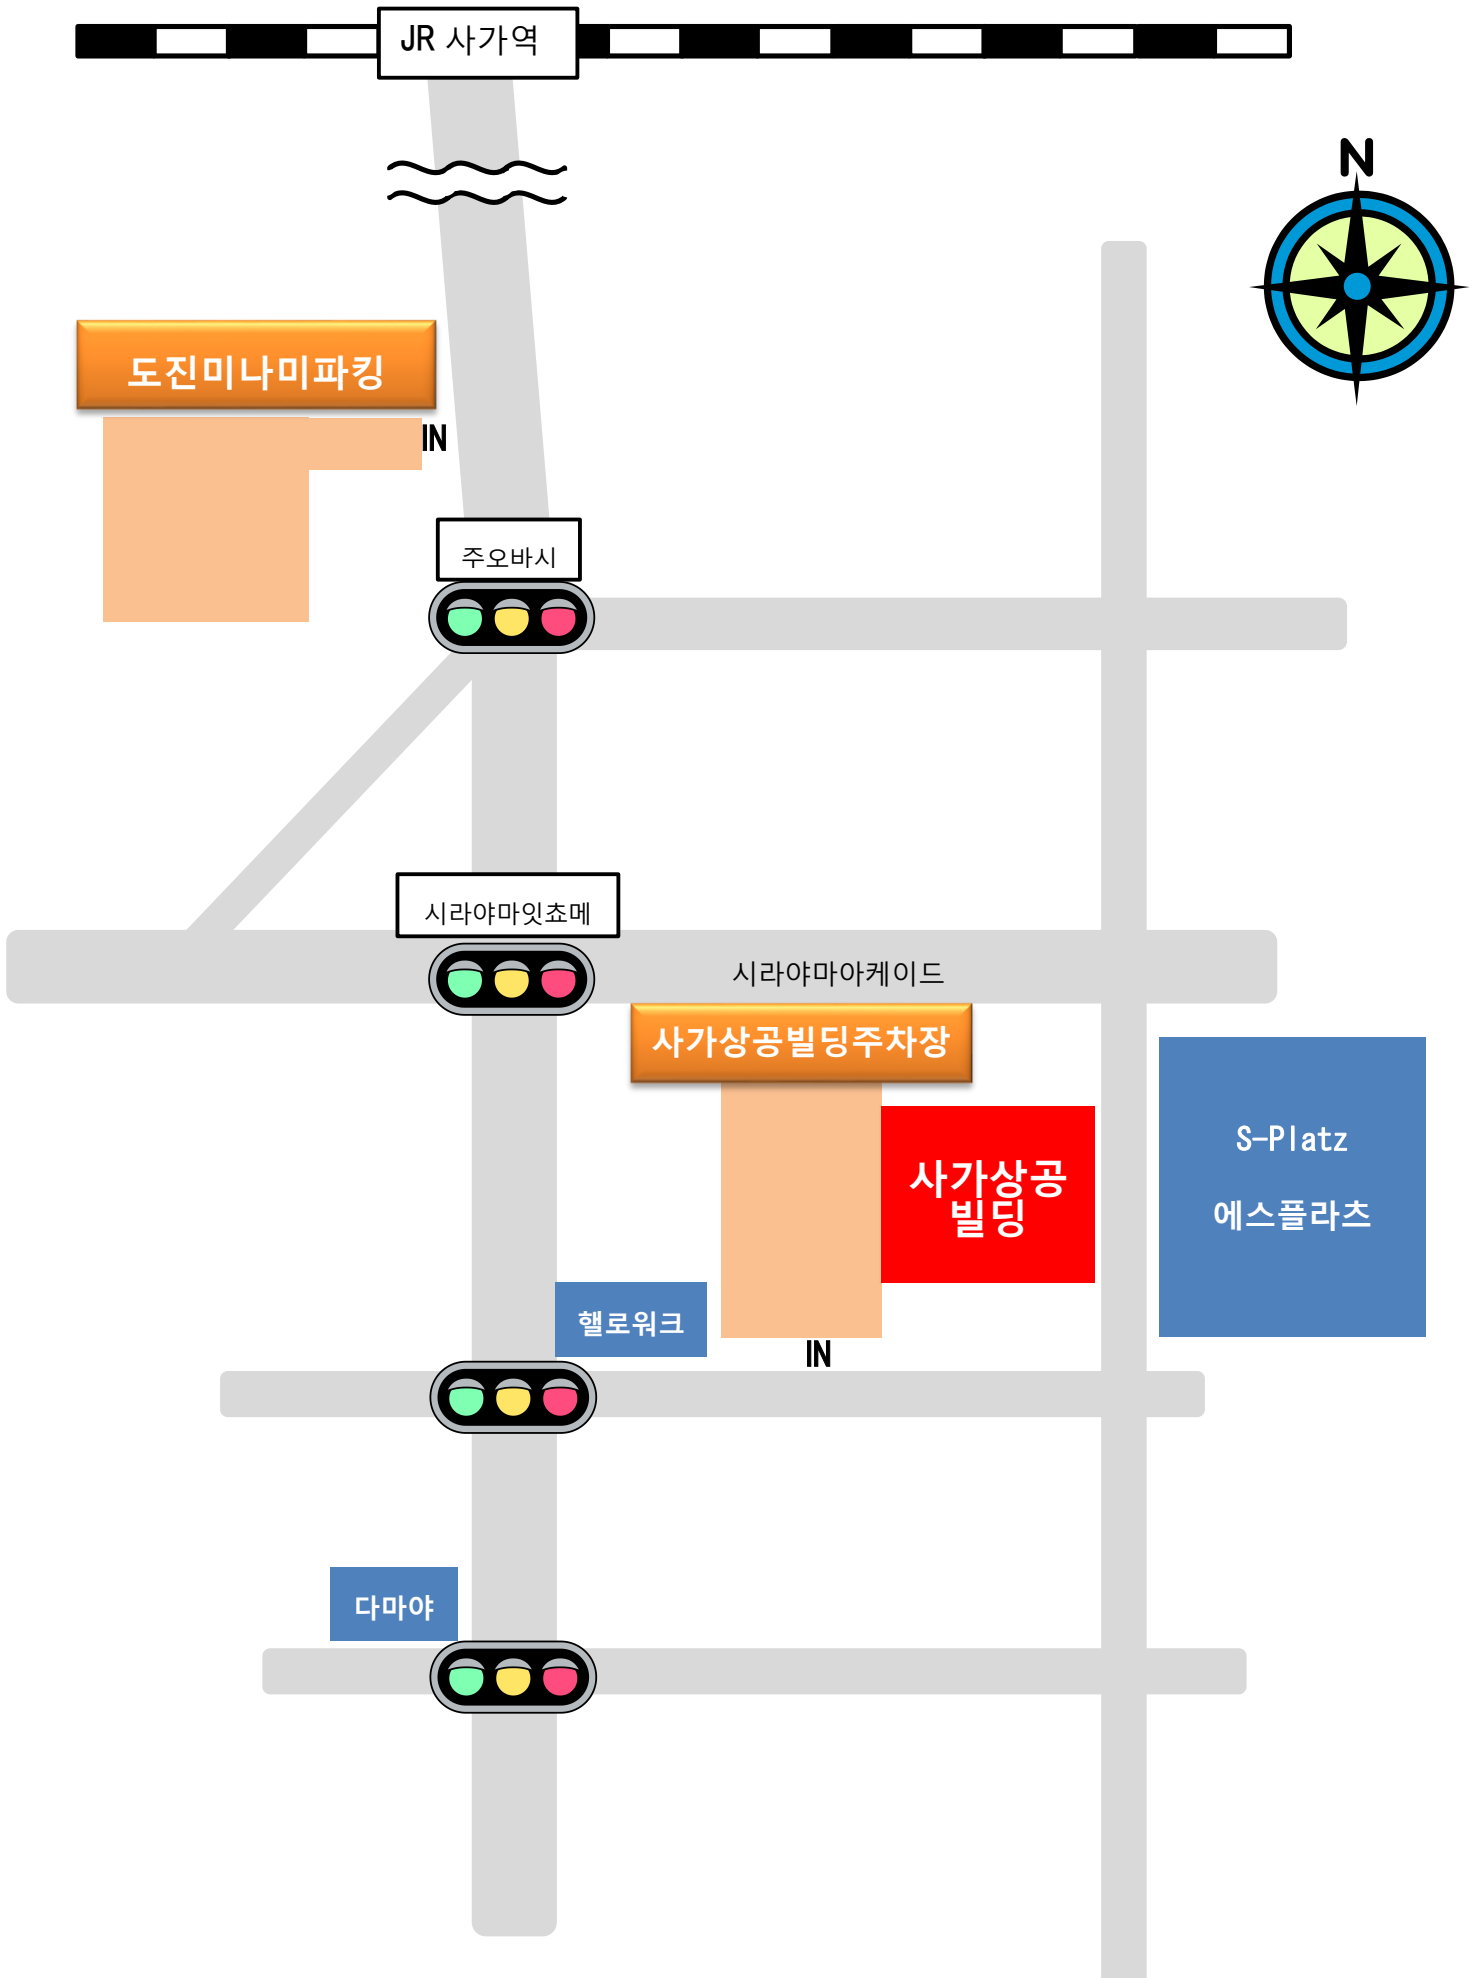 JR 사가역
N
도진미나미파킹
IN
주오바시
시라야마잇쵸메
시라야마아케이드
사가상공빌딩주차장
S-Platz
에스플라츠
사가상공
빌딩
핼로워크
IN
다마야